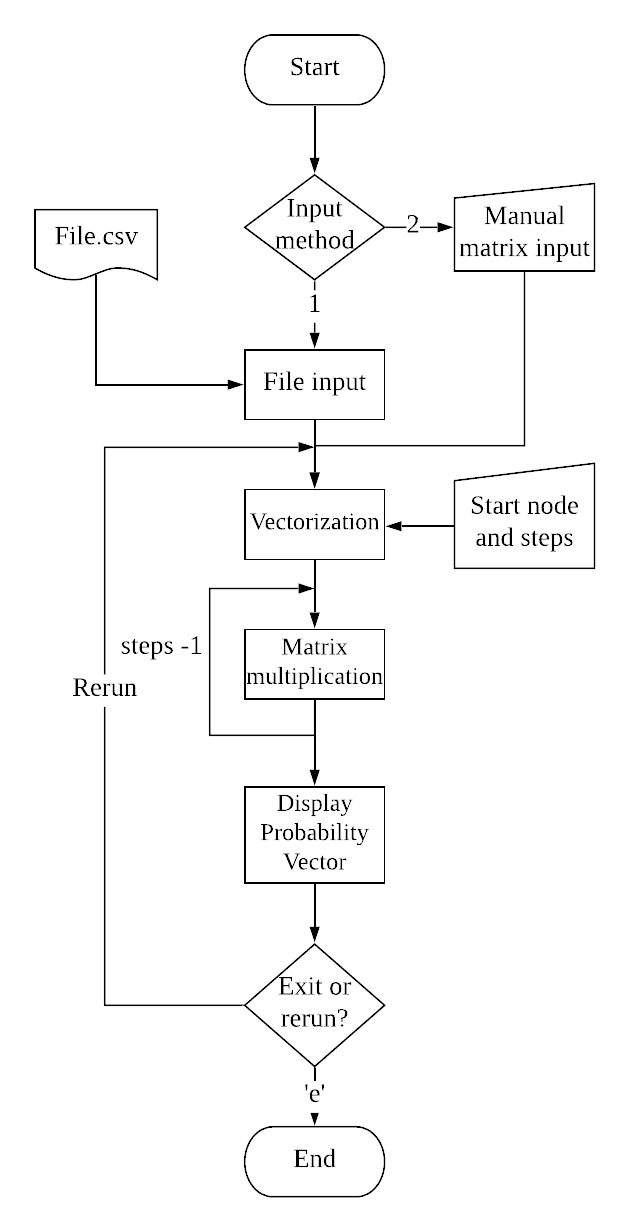 Start
Input
method
2
Manual
matrix input
File.csv
1
File input
Vectorization
Start node
and steps
steps -1
Matrix
multiplication
Rerun
Display
Probability
Vector
Exit or
rerun?
'e'
End